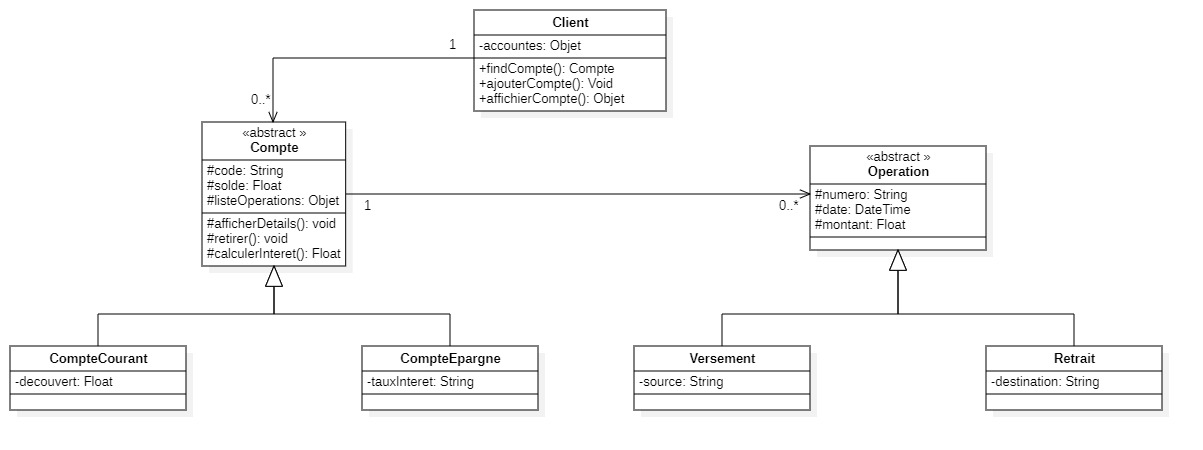 Client
-accountes: Objet
+findCompte(): Compte
+ajouterCompte(): Void
+affichierCompte(): Objet
1
0..*
«abstract »
Compte
#code: String
#solde: Float
#listeOperations: Objet
#afficherDetails(): void
#retirer(): void
#calculerInteret(): Float
1
0..*
«abstract »
Operation
#numero: String
#date: DateTime
#montant: Float
CompteCourant
-decouvert: Float
CompteEpargne
-tauxInteret: String
Versement
-source: String
Retrait
-destination: String